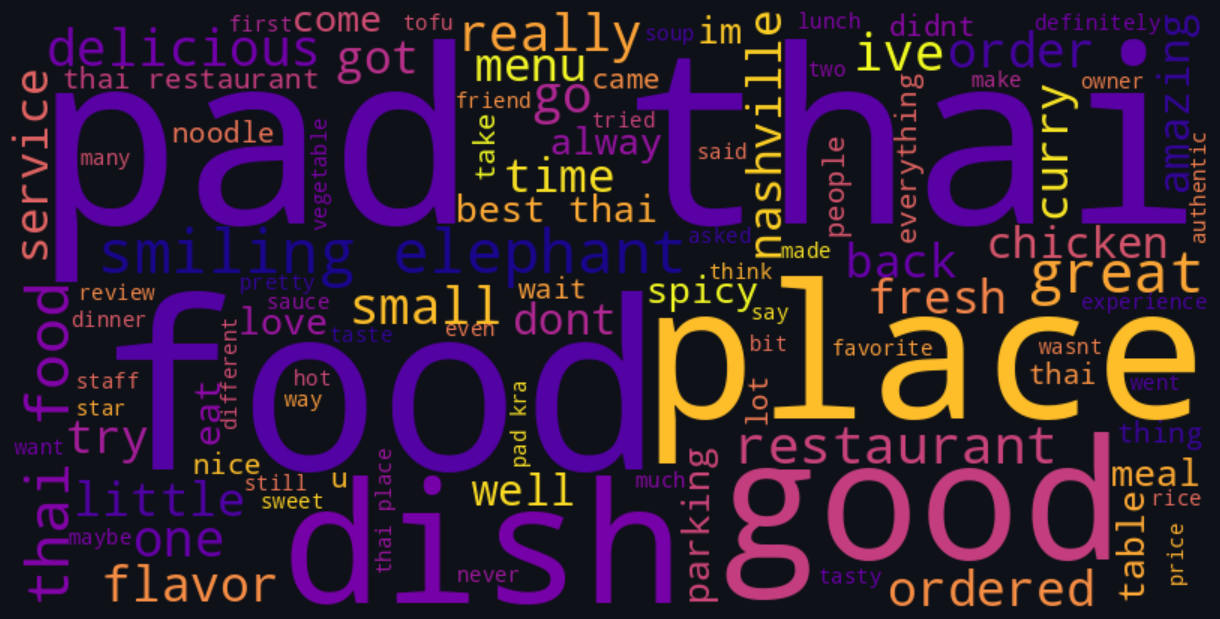 first
come
tofu
really
soup
im
nashville
lunch
didnt
definitely
amazing
delicious
got
menu
ive
order
thai restaurant
came
two
make
owner
service
pad thai
friend
go
everything
curry
noodle
vegetable
take
tried
alway
said
people
authentic
many
time
best thai
smiling elephant
asked
made
back
chicken
great
pretty
think
review
sauce
small
wait
spicy
fresh
experience
dinner
love
taste
even
dont
say
thai food
food
place
different
bit
favorite
wasnt
staff
hot
thai
went
star
eat
way
pad kra
lot
want
try
restaurant
thing
nice
still
u
well
much
parking
good
meal
little
sweet
thai place
dish
table
rice
maybe
one
never
tasty
price
flavor
ordered